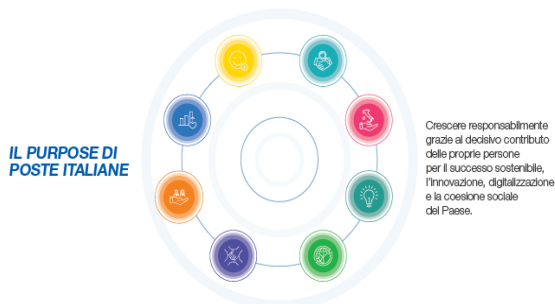 IL PURPOSE DI
POSTE ITALIANE
Crescere responsabilmente
grazie al decisivo contributo
delle proprie persone
per il successo sostenibile,
l'innovazione, digitalizzazione
e la coesione sociale
del Paese.